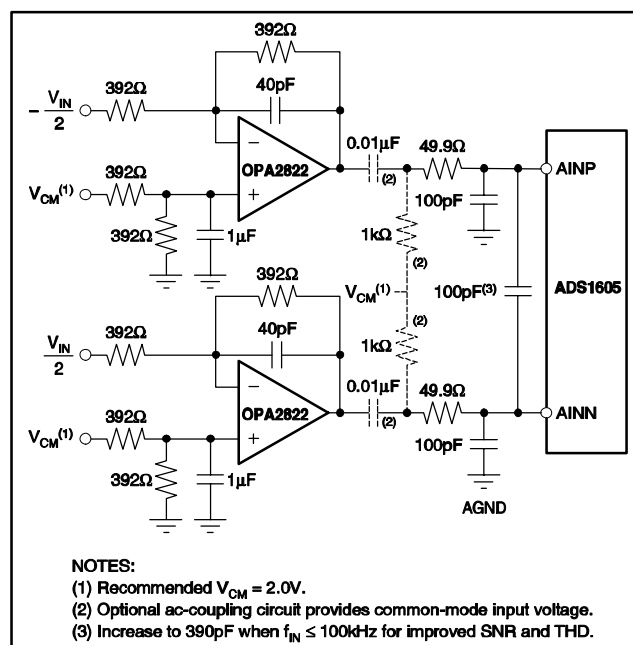 392Ω
40pF
392Ω
− V_IN/2
392Ω
V_CM(1)
−
+
OPA2822
392Ω
1μF
0.01μF
(2)
49.9Ω
AINP
100pF
1kΩ
(2)
V_CM(1)
100pF(3)
ADS1605
392Ω
40pF
392Ω
V_IN/2
392Ω
V_CM(1)
−
+
OPA2822
392Ω
1μF
(2)
1kΩ
0.01μF
(2)
49.9Ω
AINN
100pF
AGND
NOTES:
(1) Recommended V_CM = 2.0V.
(2) Optional ac-coupling circuit provides common-mode input voltage.
(3) Increase to 390pF when f_IN ≤ 100kHz for improved SNR and THD.